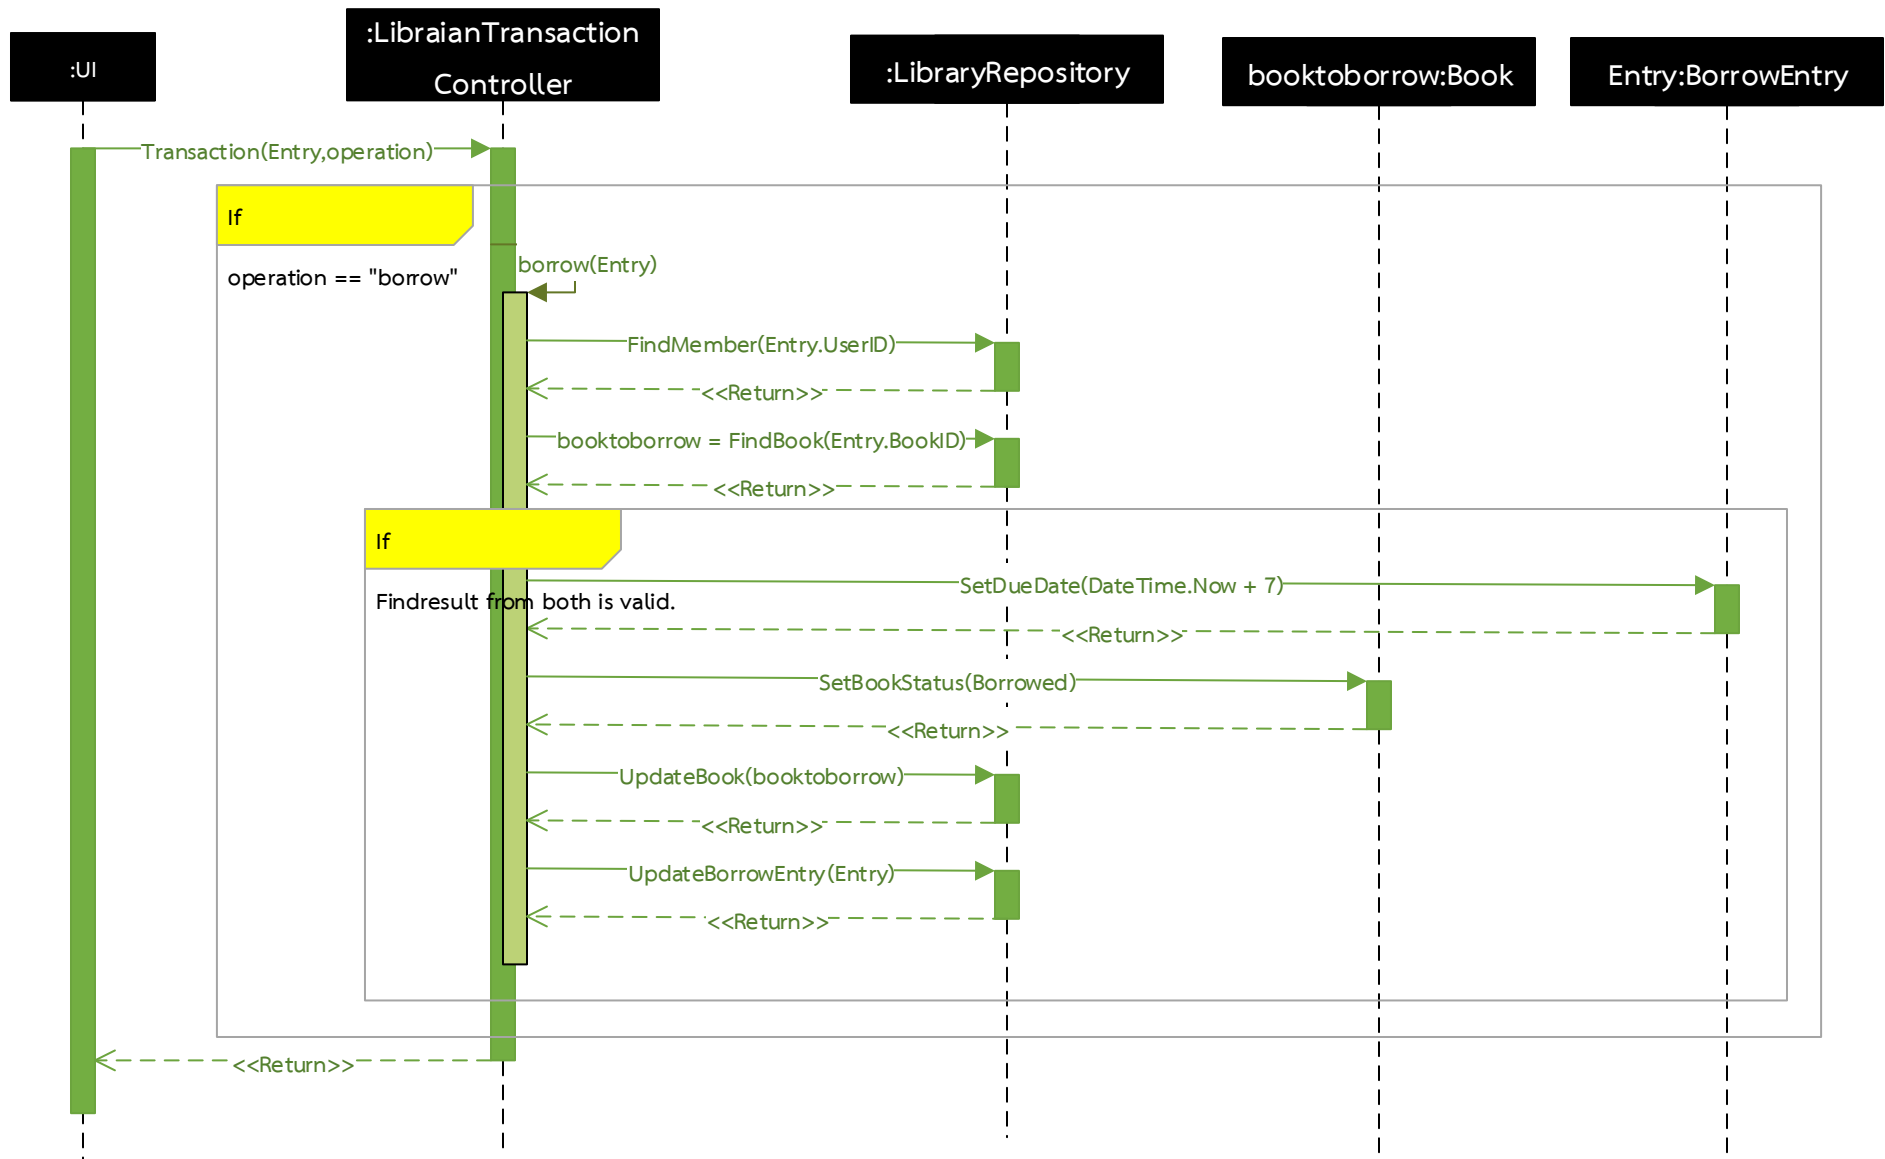 :UI
:LibraianTransaction
Controller
:LibraryRepository
booktoborrow:Book
Entry:BorrowEntry
Transaction(Entry,operation)
If
operation == "borrow"
borrow(Entry)
FindMember(Entry.UserID)
<<Return>>
booktoborrow = FindBook(Entry.BookID)
<<Return>>
If
SetDueDate(DateTime.Now + 7)
Findresult from both is valid.
<<Return>>
SetBookStatus(Borrowed)
<<Return>>
UpdateBook(booktoborrow)
<<Return>>
UpdateBorrowEntry(Entry)
<<Return>>
<<Return>>